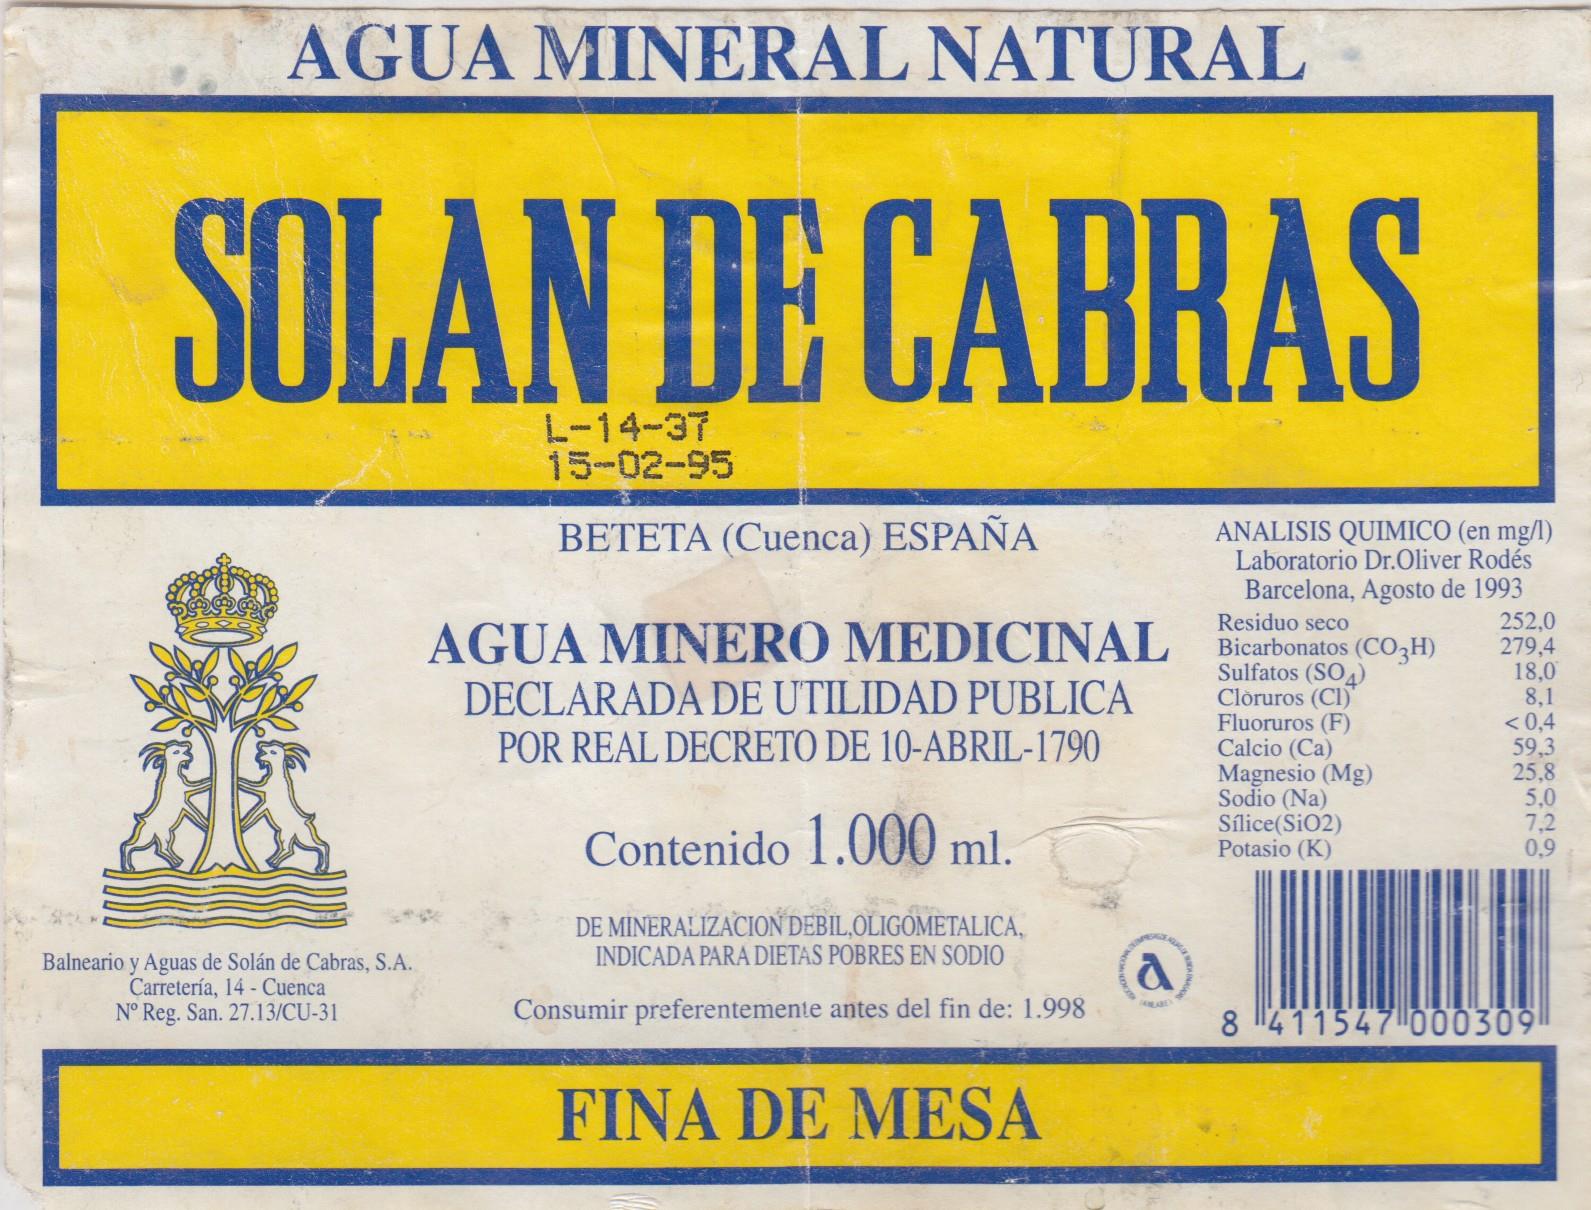 AGUA MINERAL NATURAL
SOLAN DE CABRAS
L-14-37
15-02-95
BETETA (Cuenca) ESPAÑA
AGUA MINERO MEDICINAL
DECLARADA DE UTILIDAD PUBLICA
POR REAL DECRETO DE 10-ABRIL-1790
Contenido 1.000 ml.
DE MINERALIZACION DEBIL, OLIGOMETALICA,
INDICADA PARA DIETAS POBRES EN SODIO
Consumir preferentemente antes del fin de: 1.998
Balneario y Aguas de Solán de Cabras, S.A.
Carretería, 14 - Cuenca
Nº Reg. San. 27.13/CU-31
ANALISIS QUIMICO (en mg/l)
Laboratorio Dr.Oliver Rodés
Barcelona, Agosto de 1993
Residuo seco 252,0
Bicarbonatos (CO3H) 279,4
Sulfatos (SO4) 18,0
Clòruros (Cl) 8,1
Fluoruros (F) < 0,4
Calcio (Ca) 59,3
Magnesio (Mg) 25,8
Sodio (Na) 5,0
Sílice(SiO2) 7,2
Potasio (K) 0,9
a
8 411547 000309
FINA DE MESA